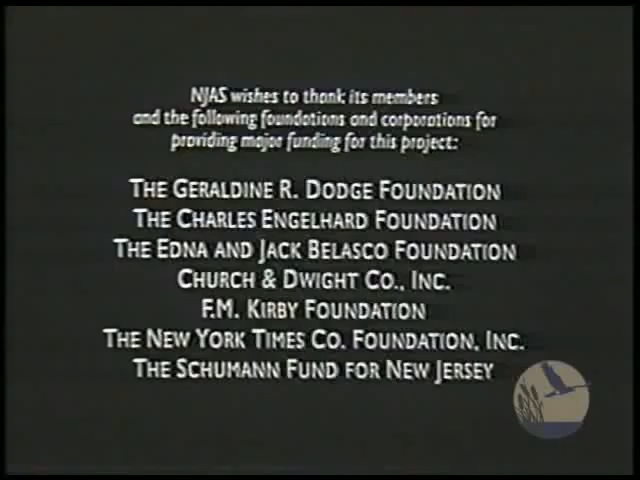 NJAS wishes to thank its members
and the following foundations and corporations for
providing major funding for this project:
THE GERALDINE R. DODGE FOUNDATION
THE CHARLES ENGELHARD FOUNDATION
THE EDNA AND JACK BELASCO FOUNDATION
CHURCH & DWIGHT CO., INC.
F.M. KIRBY FOUNDATION
THE NEW YORK TIMES CO. FOUNDATION, INC.
THE SCHUMANN FUND FOR NEW JERSEY